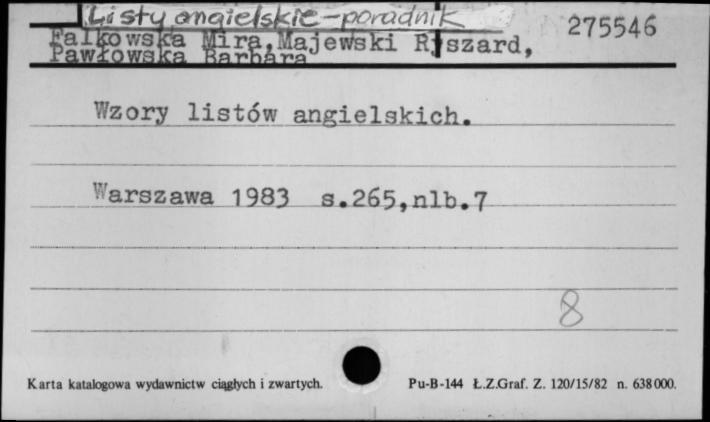 Listy angielskie-poradnik
275546
Falkowska Mira,Majewski Ryszard,
Pawłowska Barbara
Wzory listów angielskich.
Warszawa 1983 s.265,nlb.7
8
Karta katalogowa wydawnictw ciągłych i zwartych.
Pu-B-144 Ł.Z.Graf. Z. 120/15/82 n. 638000.